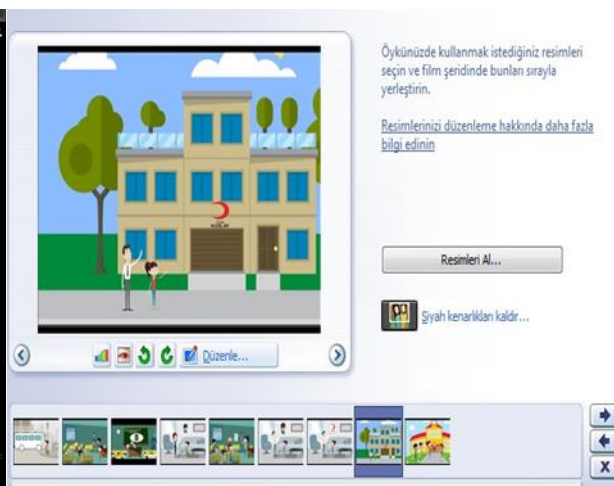 Öykünüzde kullanmak istediğiniz resimleri
seçin ve film şeridinde bunları sırayla
yerleştirin.
Resimlerinizi düzenleme hakkında daha fazla
bilgi edinin
Resimleri Al...
Siyah kenarlıkları kaldır...
Düzenle...